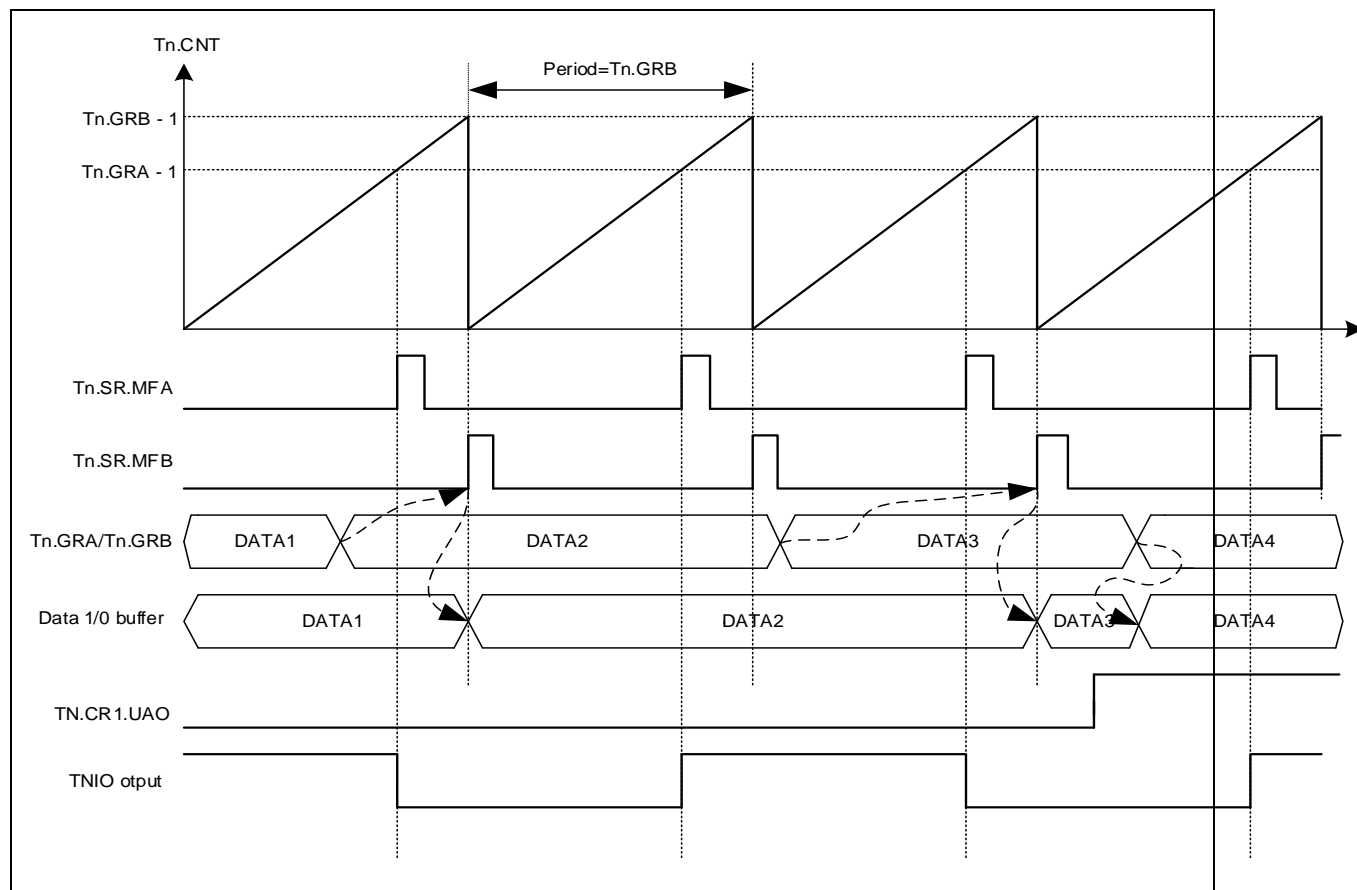 Tn.CNT
Period=Tn.GRB
Tn.GRB - 1
Tn.GRA - 1
Tn.SR.MFA
Tn.SR.MFB
Tn.GRA/Tn.GRB
DATA1
DATA2
DATA3
DATA4
Data 1/0 buffer
DATA1
DATA2
DATA3
DATA4
TN.CR1.UAO
TNIO otput